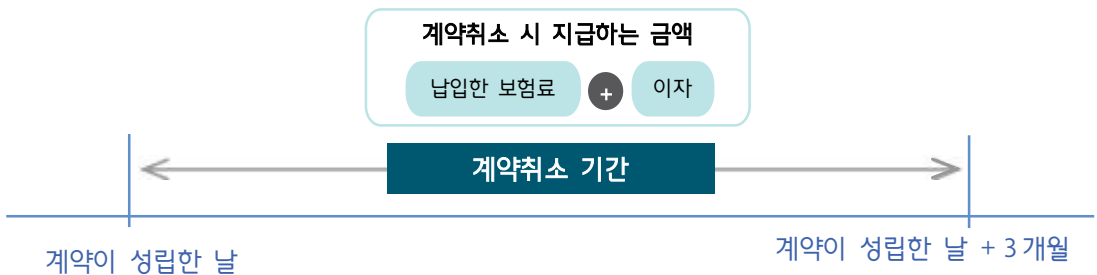 계약취소 시 지급하는 금액
납입한 보험료 + 이자
계약취소 기간
계약이 성립한 날
계약이 성립한 날 + 3개월